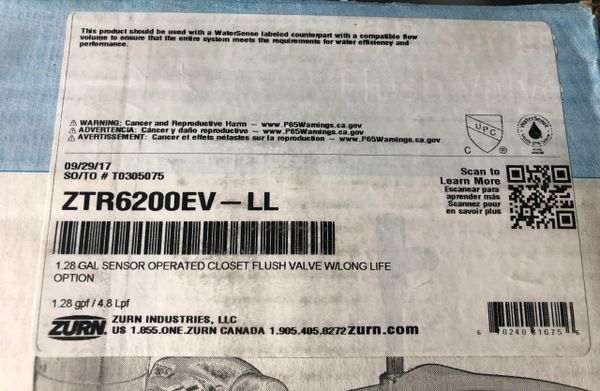 This product should be used with a WaterSense labeled counterpart with a compatible flow
volume to ensure that the entire system meets the requirements for water efficiency and
performance.
⚠ WARNING: Cancer and Reproductive Harm – www.P65Warnings.ca.gov
⚠ ADVERTENCIA: Cáncer y daño reproductivo – www.P65Warnings.ca.gov
⚠ AVERTISSEMENT: Cancer et effets néfastes sur la reproduction – www.P65Warnings.ca.gov
UPC
C ®
WaterSense
09/29/17
SO/TO # T0305075
ZTR6200EV–LL
Scan to
Learn More
Escanear para
aprender más
Scannez pour
en savoir plus
1.28 GAL SENSOR OPERATED CLOSET FLUSH VALVE W/LONG LIFE
OPTION
1.28 gpf / 4.8 Lpf
ZURN
ZURN INDUSTRIES, LLC
US 1.855.ONE.ZURN CANADA 1.905.405.8272 zurn.com
6 70240 81675 6